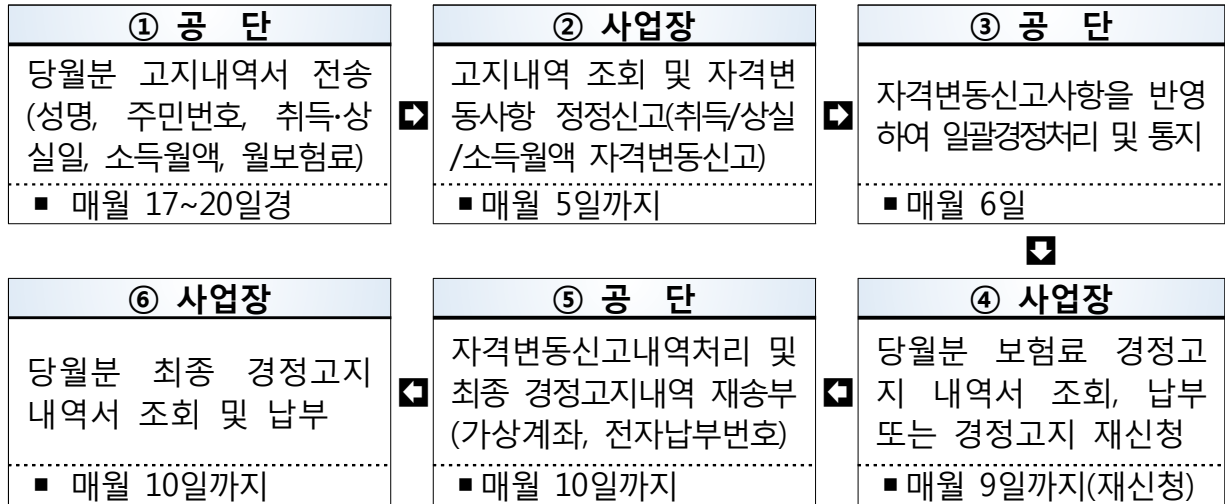 ① 공 단
당월분 고지내역서 전송
(성명, 주민번호, 취득·상
실일, 소득월액, 월보험료)
■ 매월 17~20일경
② 사업장
고지내역 조회 및 자격변
동사항 정정신고(취득/상실
/소득월액 자격변동신고)
■ 매월 5일까지
③ 공 단
자격변동신고사항을 반영
하여 일괄경정처리 및 통지
■ 매월 6일
④ 사업장
당월분 보험료 경정고
지 내역서 조회, 납부
또는 경정고지 재신청
■ 매월 9일까지(재신청)
⑤ 공 단
자격변동신고내역처리 및
최종 경정고지내역 재송부
(가상계좌, 전자납부번호)
■ 매월 10일까지
⑥ 사업장
당월분 최종 경정고지
내역서 조회 및 납부
■ 매월 10일까지